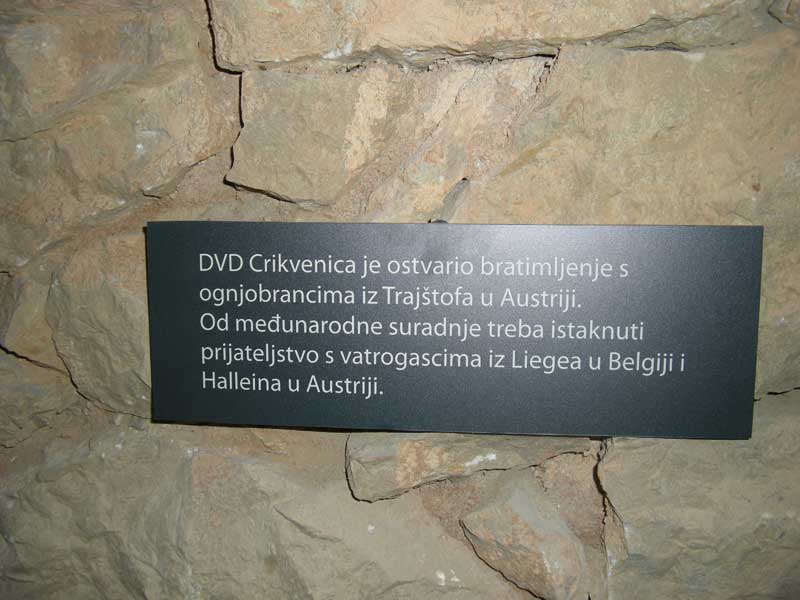 DVD Crikvenica je ostvario bratimljenje s
ognjobrancima iz Trajštofa u Austriji.
Od međunarodne suradnje treba istaknuti
prijateljstvo s vatrogascima iz Liegea u Belgiji i
Halleina u Austriji.